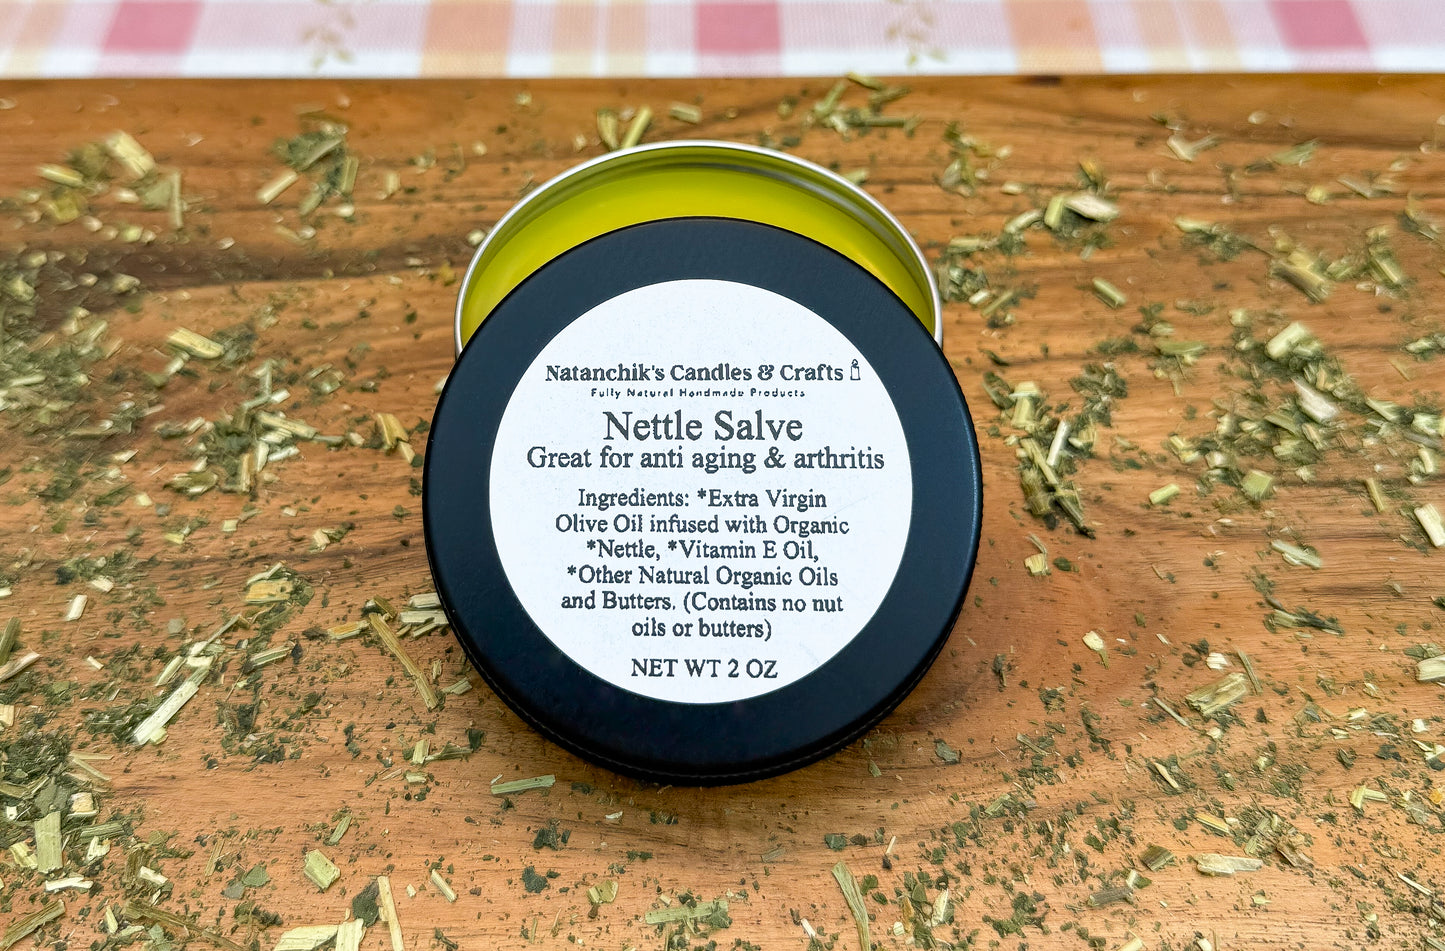 Natanchik's Candles & Crafts
Fully Natural Handmade Products
Nettle Salve
Great for anti aging & arthritis
Ingredients: *Extra Virgin
Olive Oil infused with Organic
*Nettle, *Vitamin E Oil,
*Other Natural Organic Oils
and Butters. (Contains no nut
oils or butters)
NET WT 2 OZ